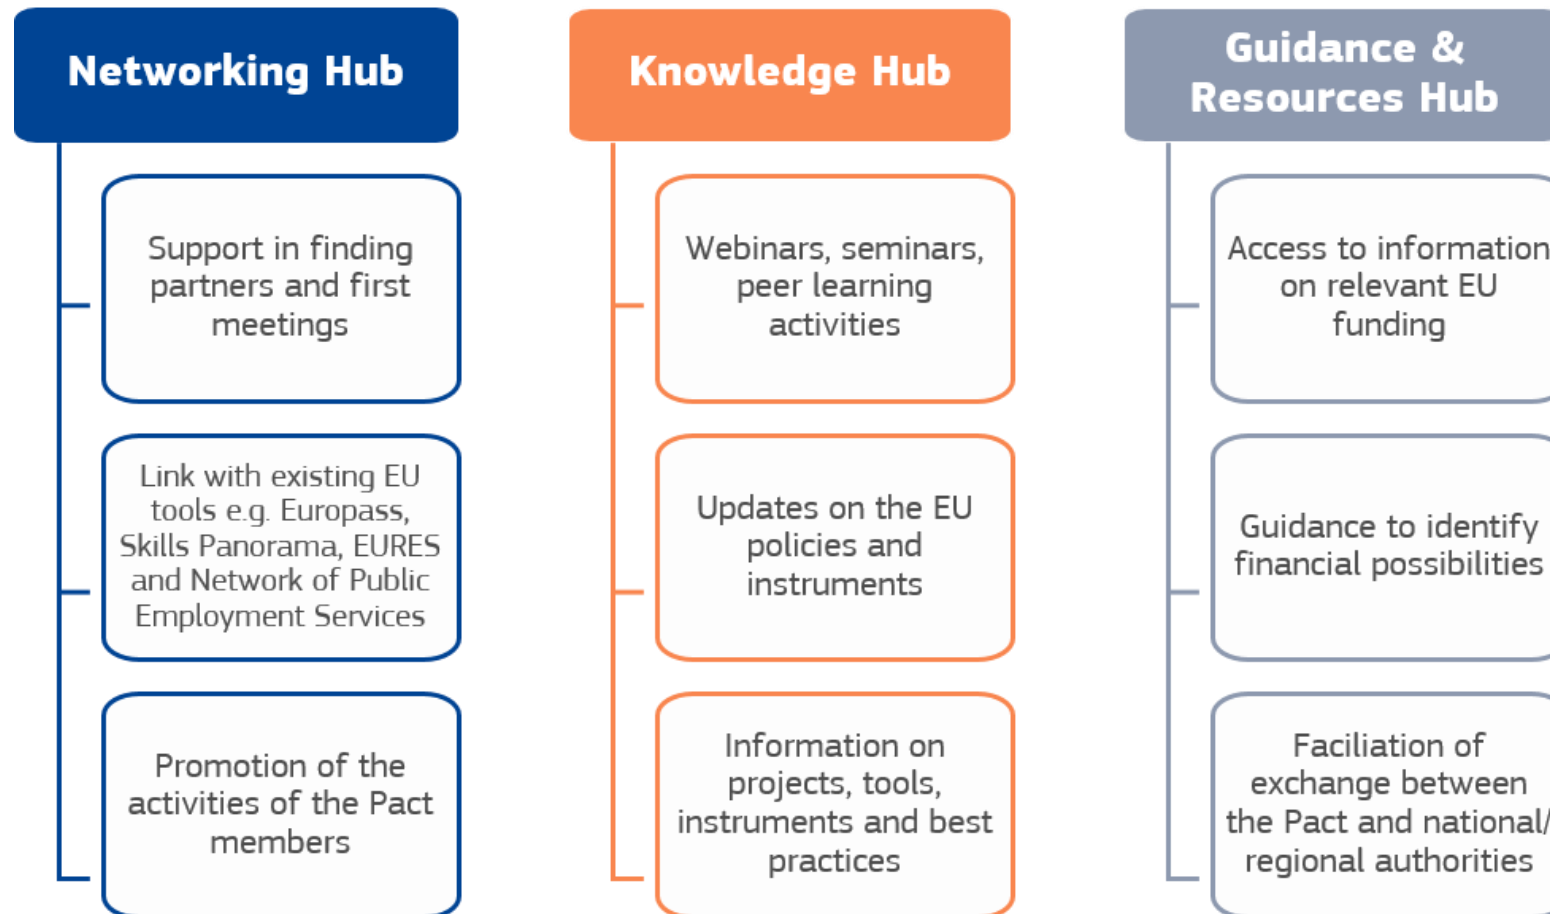 Networking Hub
Support in finding
partners and first
meetings
Link with existing EU
tools e.g. Europass,
Skills Panorama, EURES
and Network of Public
Employment Services
Promotion of the
activities of the Pact
members
Knowledge Hub
Webinars, seminars,
peer learning
activities
Updates on the EU
policies and
instruments
Information on
projects, tools,
instruments and best
practices
Guidance &
Resources Hub
Access to information
on relevant EU
funding
Guidance to identify
financial possibilities
Faciliation of
exchange between
the Pact and national/
regional authorities